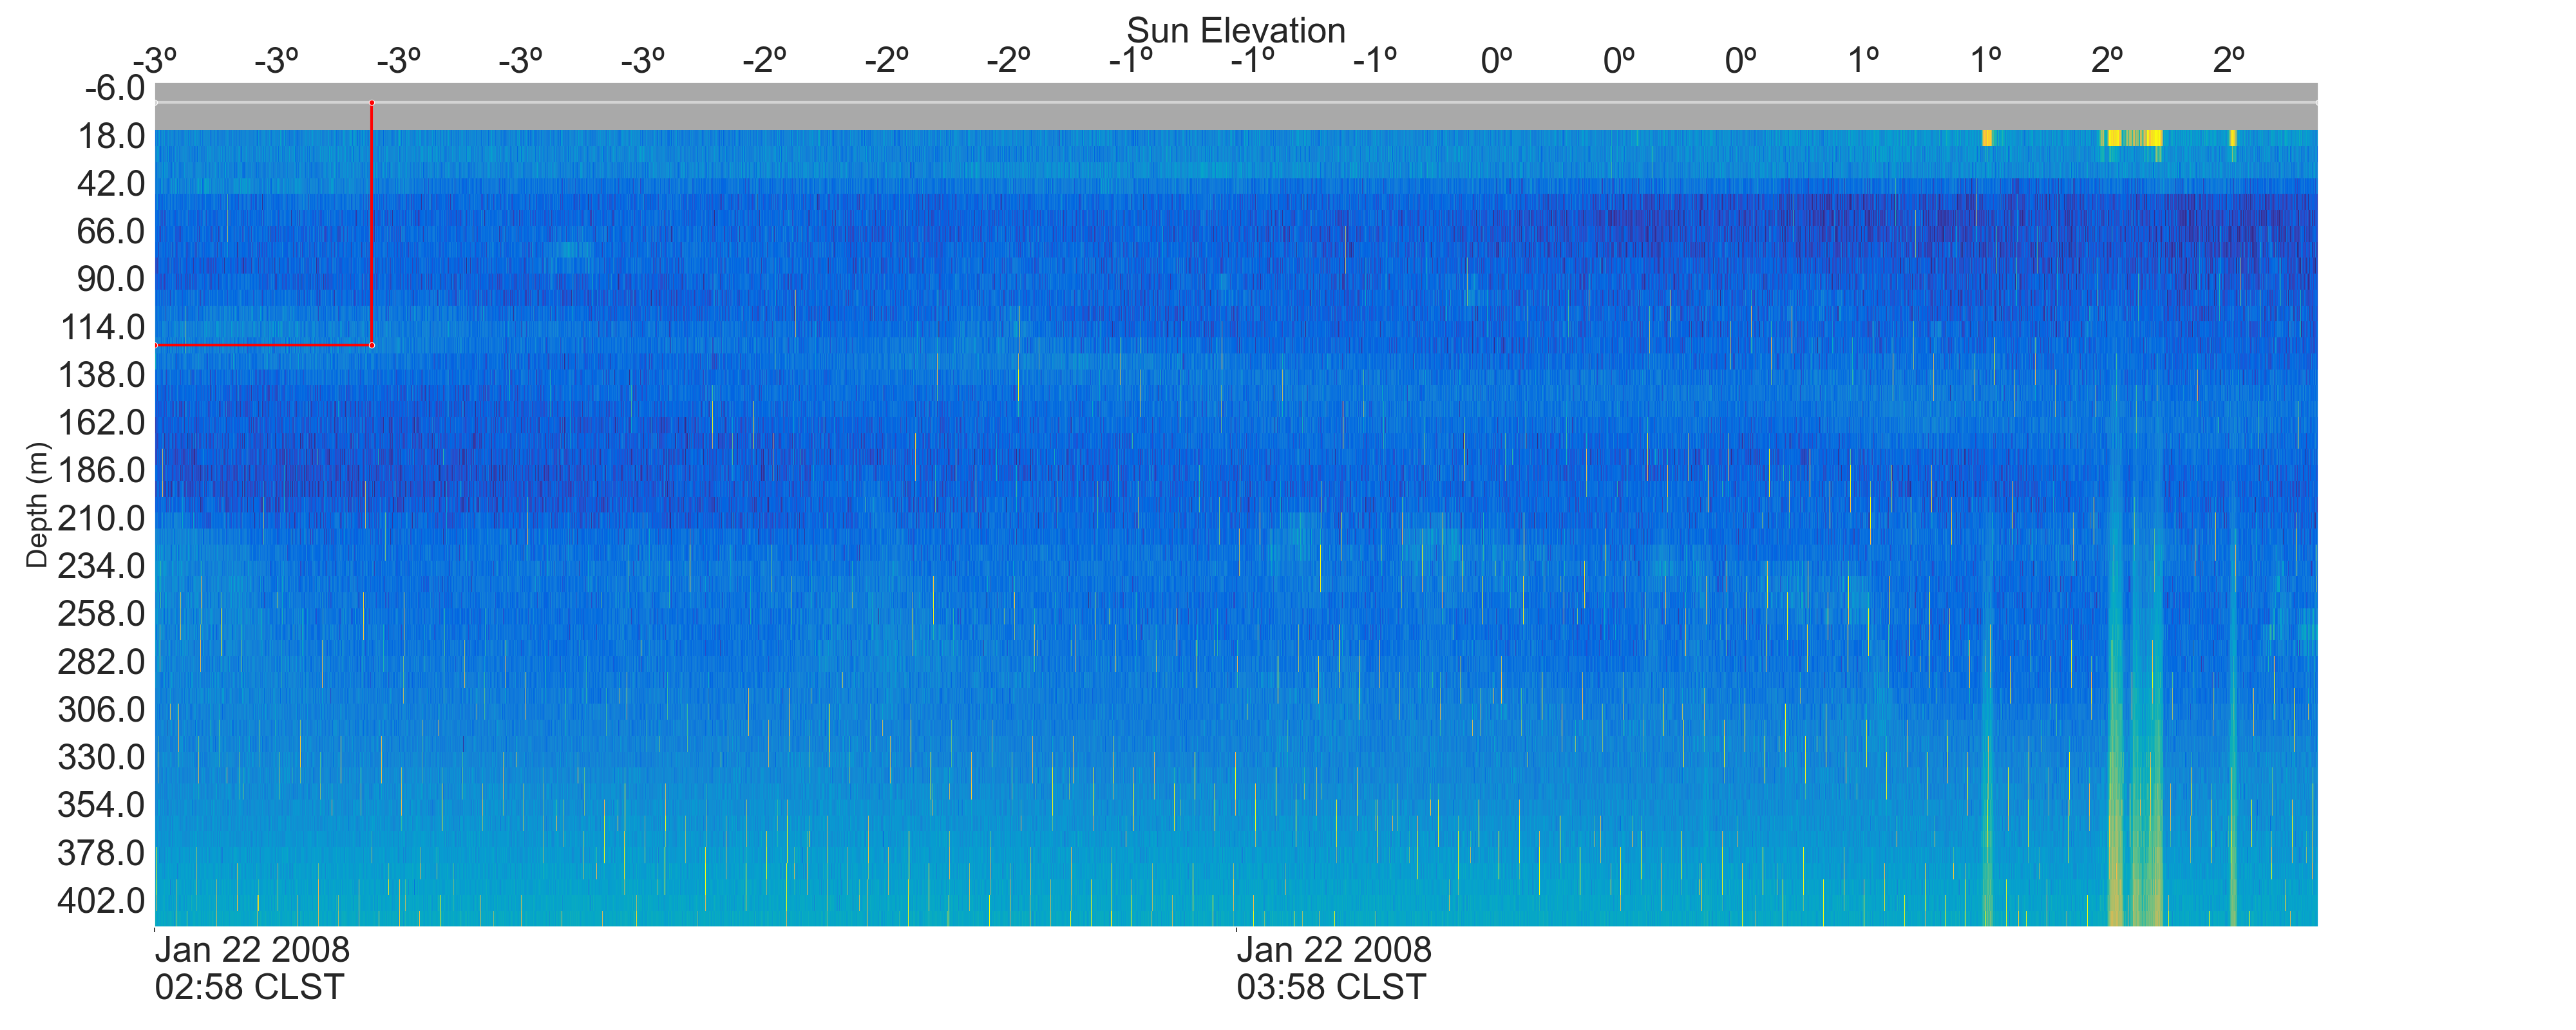 Sun Elevation
-3º -3º -3º -3º -3º -2º -2º -2º -1º -1º -1º 0º 0º 0º 1º 1º 2º 2º
-6.0
18.0
42.0
66.0
90.0
114.0
138.0
162.0
186.0
210.0
234.0
258.0
282.0
306.0
330.0
354.0
378.0
402.0
Depth (m)
Jan 22 2008
02:58 CLST
Jan 22 2008
03:58 CLST